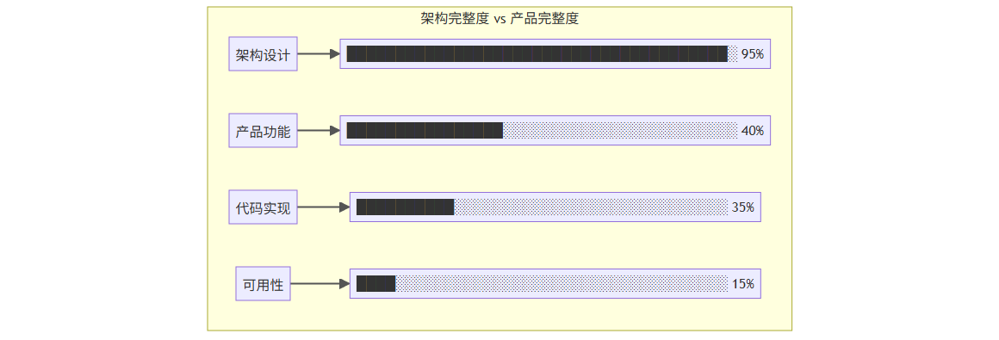 架构完整度 vs 产品完整度
架构设计
95%
产品功能
40%
代码实现
35%
可用性
15%